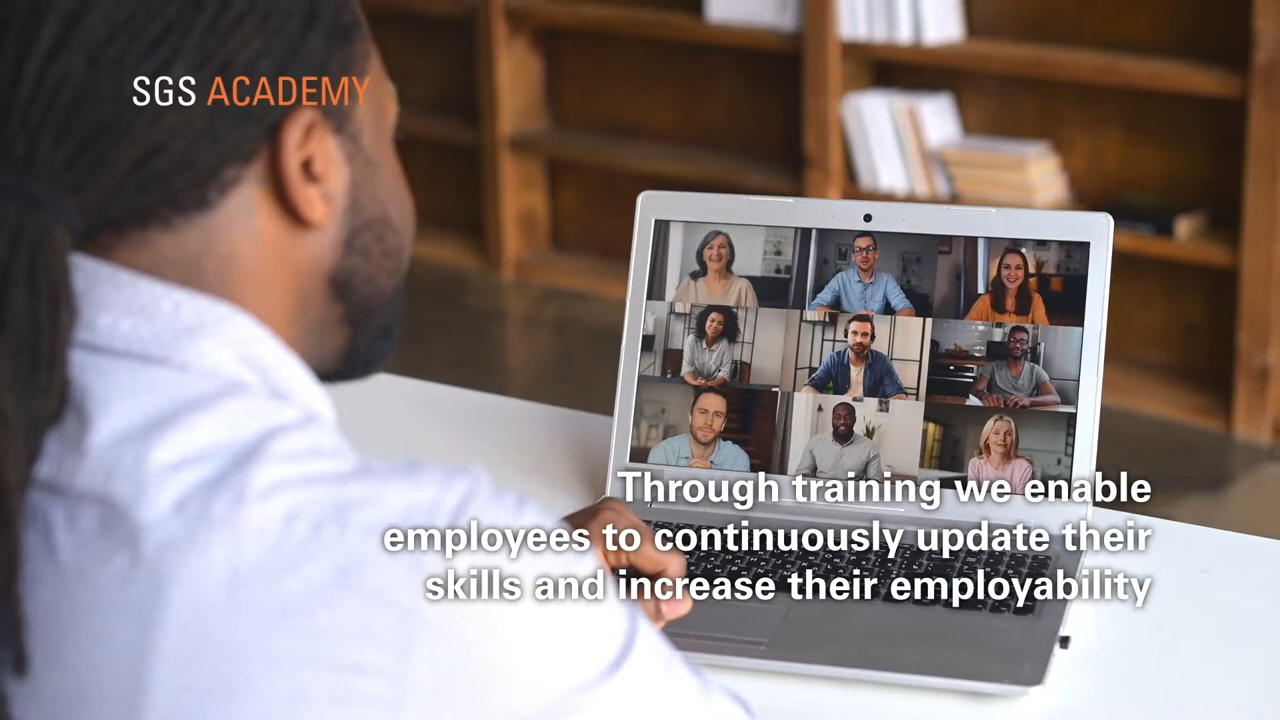 SGS ACADEMY
Through training we enable
employees to continuously update their
skills and increase their employability